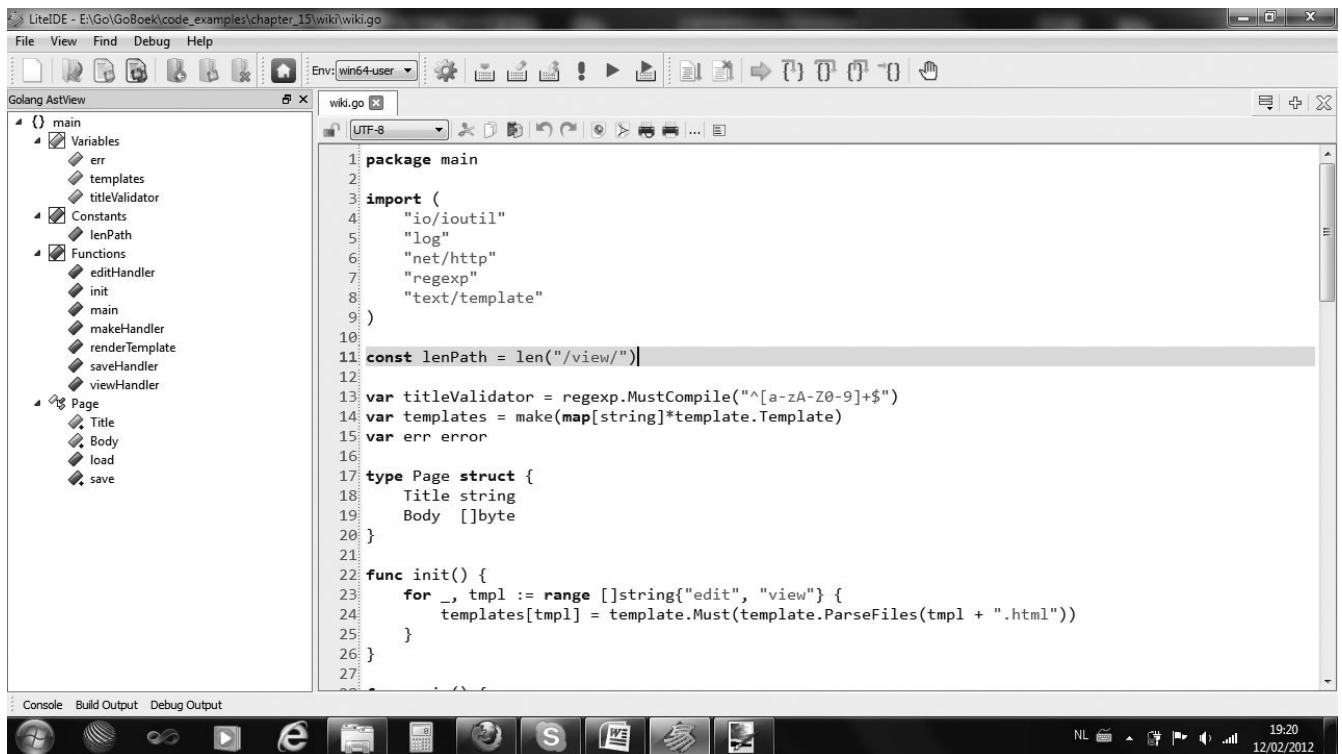 LiteIDE - E:\Go\GoBoek\code_examples\chapter_15\wiki\wiki.go
File View Find Debug Help
Env: win64-user
Golang AstView
wiki.go
{} main
Variables
err
templates
titleValidator
Constants
lenPath
Functions
editHandler
init
main
makeHandler
renderTemplate
saveHandler
viewHandler
Page
Title
Body
load
save
UTF-8
1 package main
2
3 import (
4     "io/ioutil"
5     "log"
6     "net/http"
7     "regexp"
8     "text/template"
9 )
10
11 const lenPath = len("/view/")
12
13 var titleValidator = regexp.MustCompile("^[a-zA-Z0-9]+$")
14 var templates = make(map[string]*template.Template)
15 var err error
16
17 type Page struct {
18     Title string
19     Body  []byte
20 }
21
22 func init() {
23     for _, tmpl := range []string{"edit", "view"} {
24         templates[tmpl] = template.Must(template.ParseFiles(tmpl + ".html"))
25     }
26 }
27
Console Build Output Debug Output
NL
19:20
12/02/2012